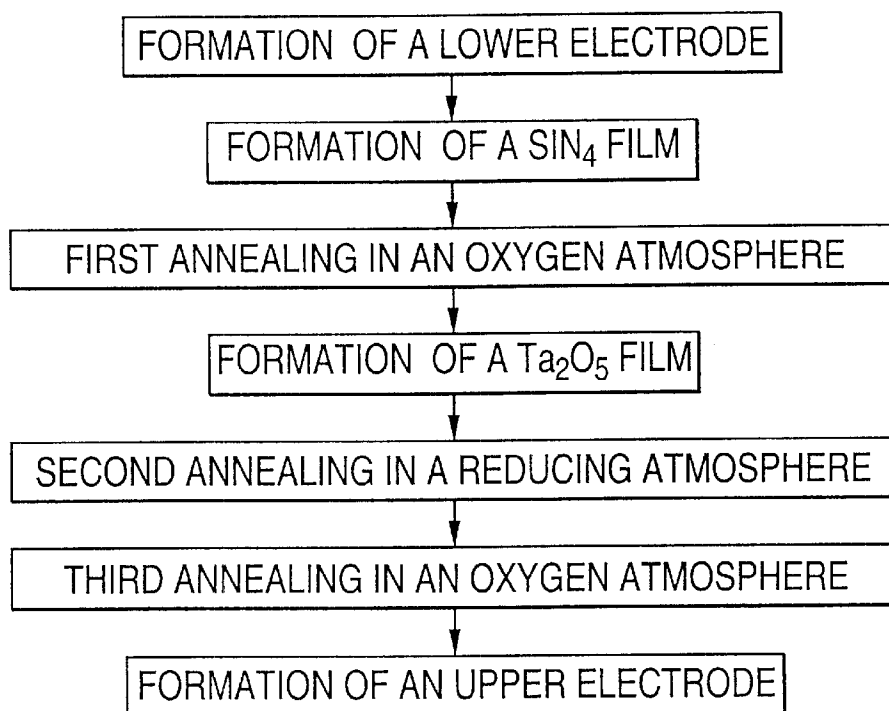 FORMATION OF A LOWER ELECTRODE
FORMATION OF A SIN₄ FILM
FIRST ANNEALING IN AN OXYGEN ATMOSPHERE
FORMATION OF A Ta₂O₅ FILM
SECOND ANNEALING IN A REDUCING ATMOSPHERE
THIRD ANNEALING IN AN OXYGEN ATMOSPHERE
FORMATION OF AN UPPER ELECTRODE